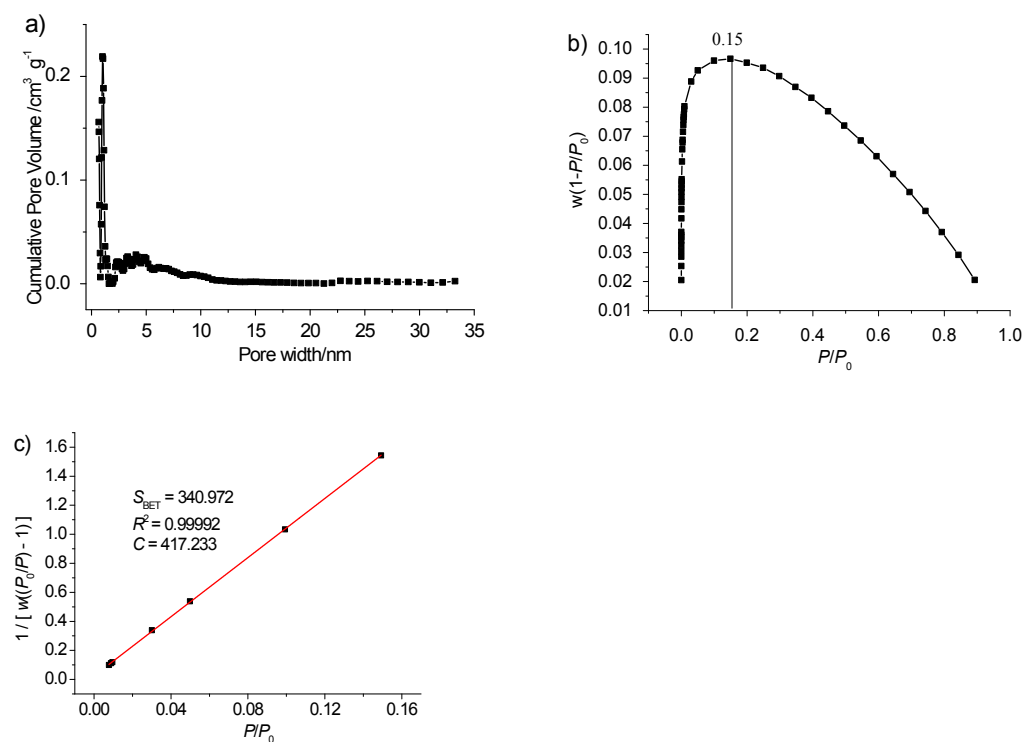 a)
Cumulative Pore Volume /cm³ g⁻¹
0.2
0.1
0.0
0 5 10 15 20 25 30 35
Pore width/nm
b)
0.15
w(1-P/P₀)
0.10
0.09
0.08
0.07
0.06
0.05
0.04
0.03
0.02
0.01
0.0 0.2 0.4 0.6 0.8 1.0
P/P₀
c)
1 / [ w((P₀/P) - 1) ]
1.6
1.4
1.2
1.0
0.8
0.6
0.4
0.2
0.0
S_BET = 340.972
R² = 0.99992
C = 417.233
0.00 0.04 0.08 0.12 0.16
P/P₀